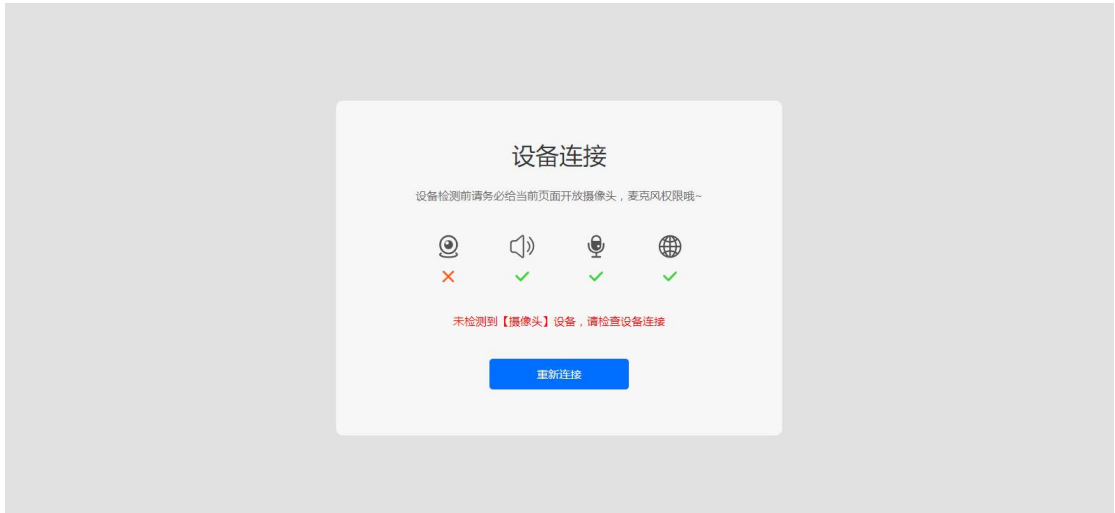 设备连接
设备检测前请务必给当前页面开放摄像头，麦克风权限哦~
未检测到【摄像头】设备，请检查设备连接
重新连接